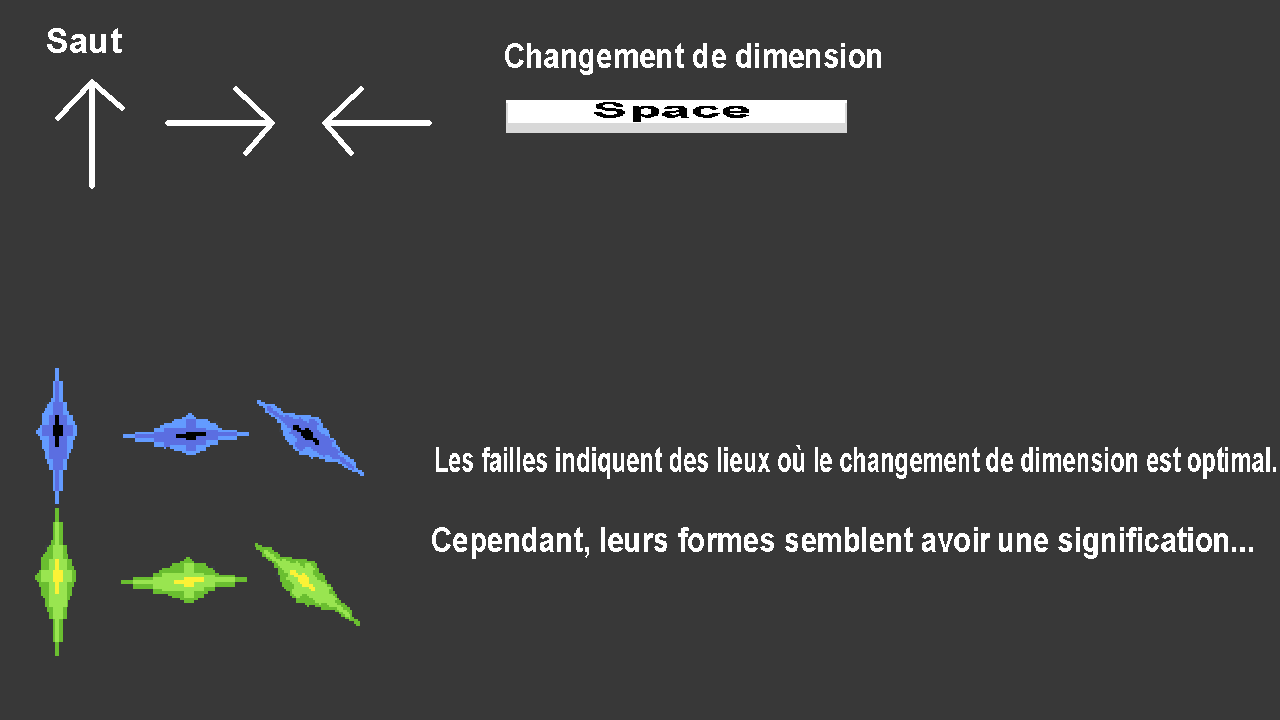 Saut
Changement de dimension
Space
Les failles indiquent des lieux où le changement de dimension est optimal.
Cependant, leurs formes semblent avoir une signification...